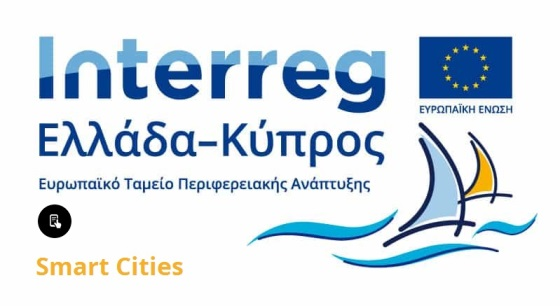 Interreg
ΕΥΡΩΠΑΪΚΗ ΕΝΩΣΗ
Ελλάδα–Κύπρος
Ευρωπαϊκό Ταμείο Περιφερειακής Ανάπτυξης
Smart Cities